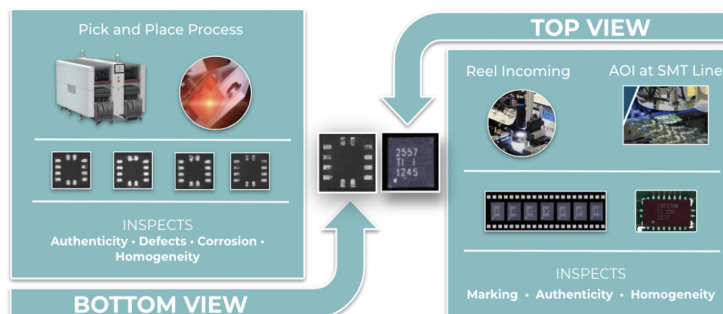 Pick and Place Process
INSPECTS
Authenticity • Defects • Corrosion •
Homogeneity
BOTTOM VIEW
2557
TI I
124S
TOP VIEW
Reel Incoming
AOI at SMT Line
INSPECTS
Marking • Authenticity • Homogeneity